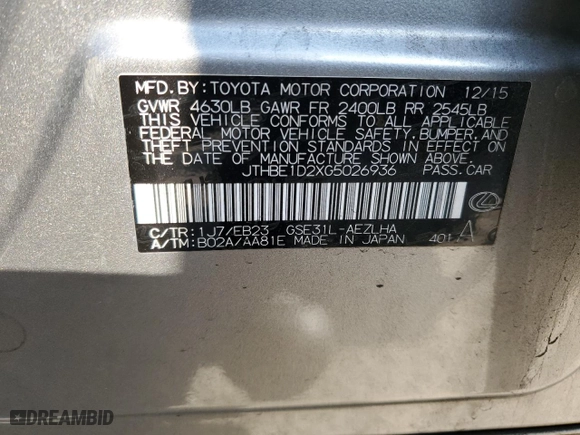 MFD. BY: TOYOTA MOTOR CORPORATION 12/15
GVWR 4630LB GAWR FR 2400LB RR 2545LB
THIS VEHICLE CONFORMS TO ALL APPLICABLE
FEDERAL MOTOR VEHICLE SAFETY, BUMPER, AND
THEFT PREVENTION STANDARDS IN EFFECT ON
THE DATE OF MANUFACTURE SHOWN ABOVE.
JTHBE1D2XG5026936 PASS.CAR
C/TR: 1J7/EB23 GSE31L-AEZLHA
A/TM: B02A/AA81E MADE IN JAPAN 401 A
DREAMBID